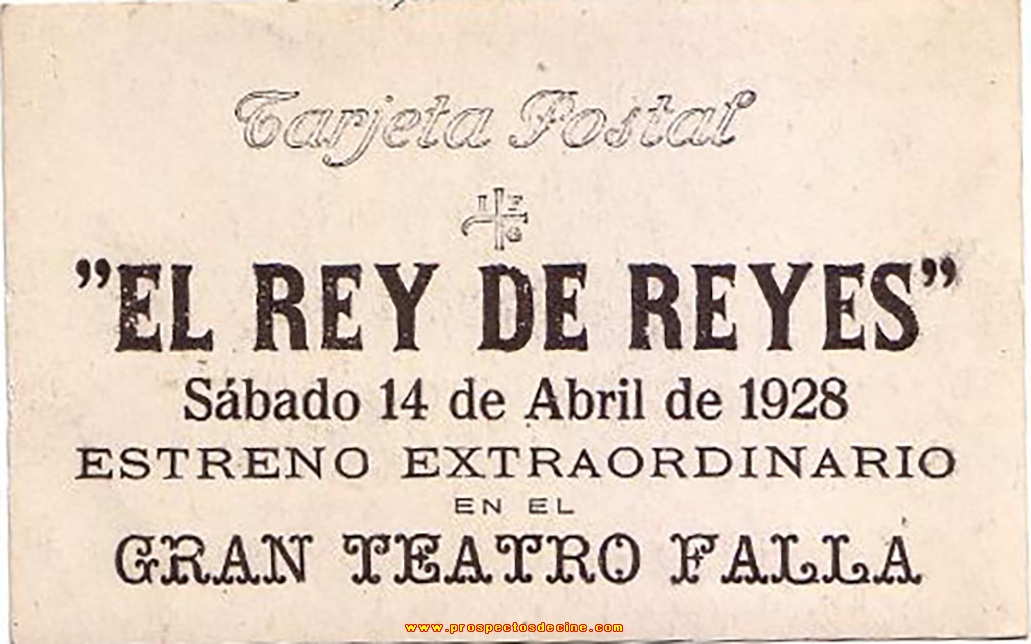 Tarjeta Postal
"EL REY DE REYES"
Sábado 14 de Abril de 1928
ESTRENO EXTRAORDINARIO
EN EL
GRAN TEATRO FALLA
www.prospectosdecine.com